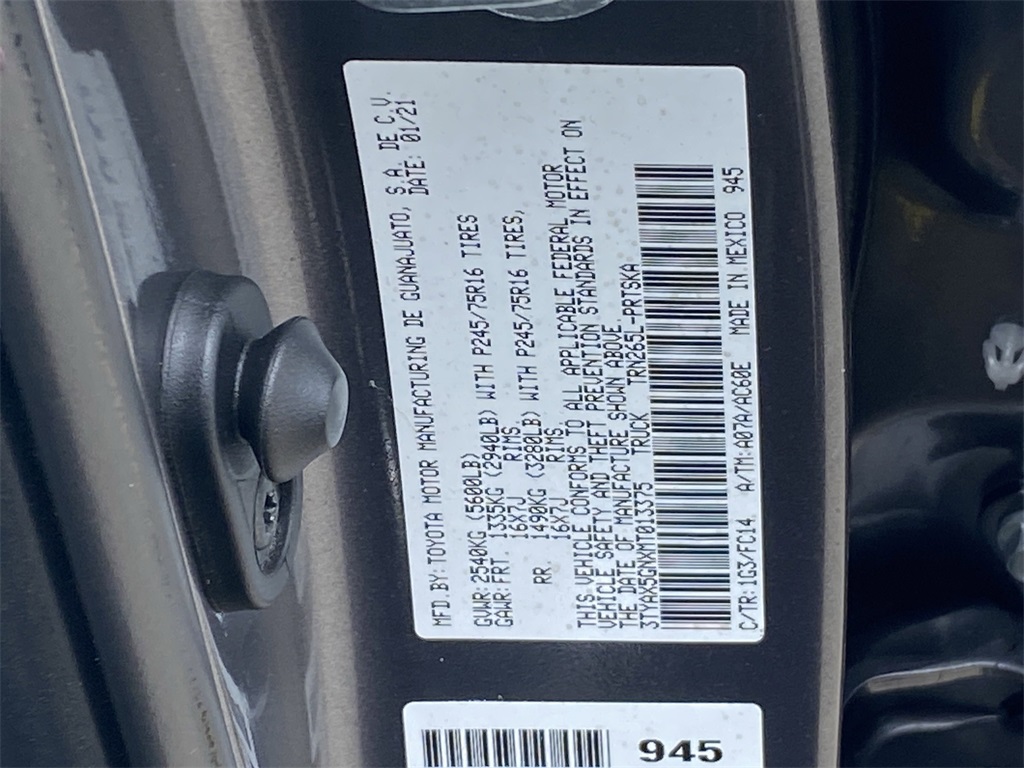 MFD.BY:TOYOTA MOTOR MANUFACTURING DE GUANAJUATO, S.A. DE C.V.
DATE: 01/21
GVWR:2540KG (5600LB)
GAWR:FRT. 1335KG (2940LB) WITH P245/75R16 TIRES
16X7J RIMS
RR. 1490KG (3280LB) WITH P245/75R16 TIRES,
16X7J RIMS.
THIS VEHICLE CONFORMS TO ALL APPLICABLE FEDERAL MOTOR
VEHICLE SAFETY AND THEFT PREVENTION STANDARDS IN EFFECT ON
THE DATE OF MANUFACTURE SHOWN ABOVE.
3TYAX5GNXMT013375 TRUCK TRN265L-PRTSKA
C/TR:1G3/FC14 A/TM:A07A/AC60E MADE IN MEXICO 945
945